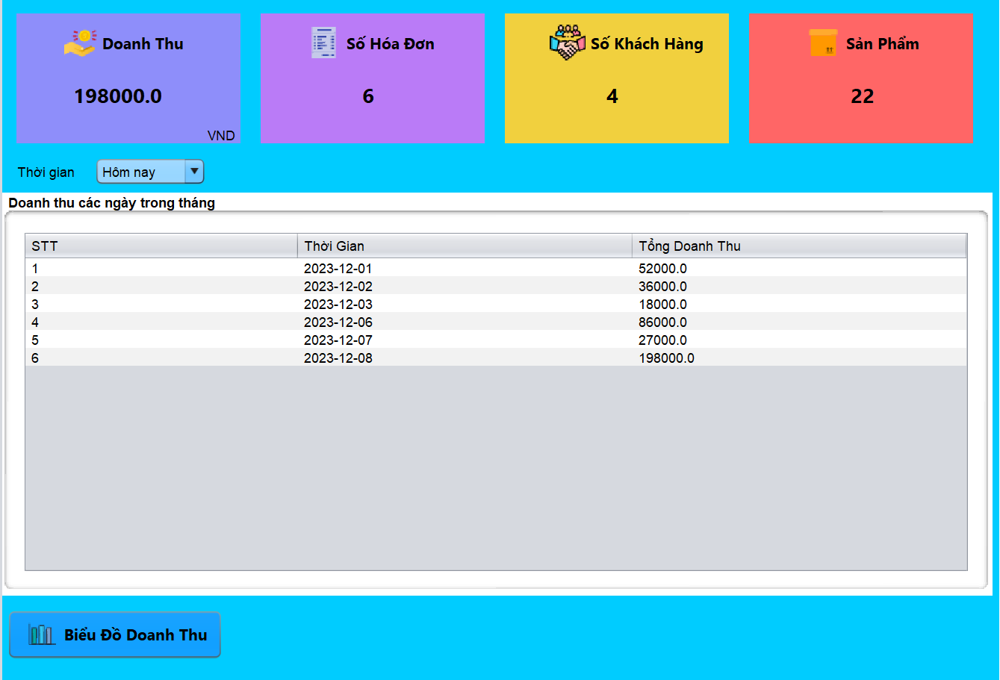 Doanh Thu
198000.0
VND
Số Hóa Đơn
6
Số Khách Hàng
4
Sản Phẩm
22
Thời gian Hôm nay
Doanh thu các ngày trong tháng
STT Thời Gian Tổng Doanh Thu
1 2023-12-01 52000.0
2 2023-12-02 36000.0
3 2023-12-03 18000.0
4 2023-12-06 86000.0
5 2023-12-07 27000.0
6 2023-12-08 198000.0
Biểu Đồ Doanh Thu